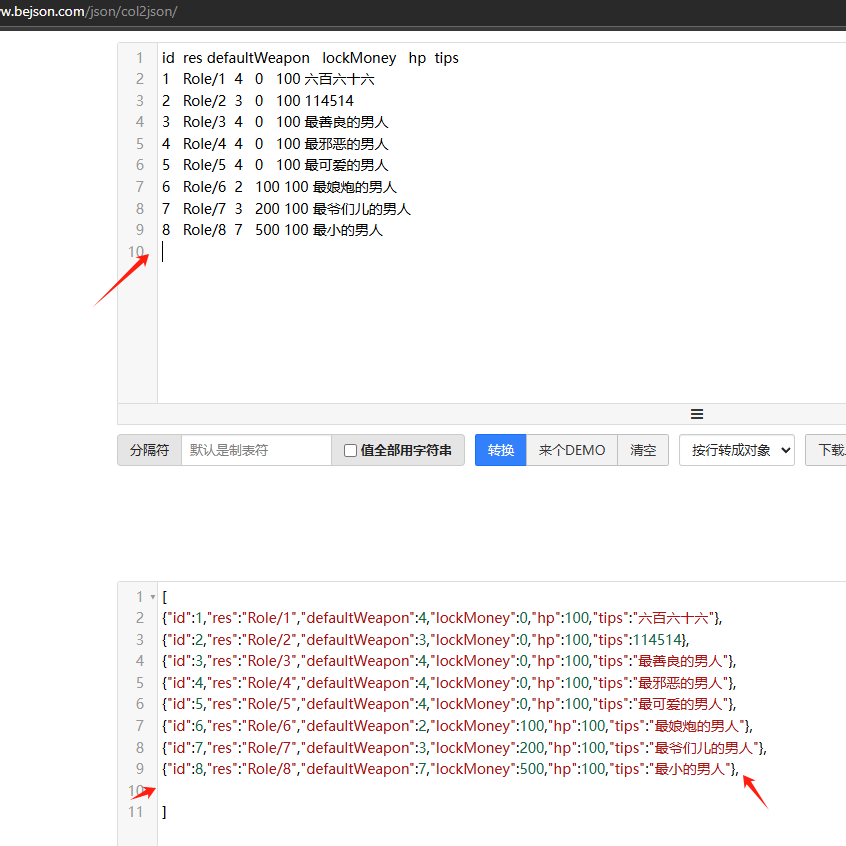 w.bejson.com/json/col2json/
1 id res defaultWeapon lockMoney hp tips
2 1 Role/1 4 0 100 六百六十六
3 2 Role/2 3 0 100 114514
4 3 Role/3 4 0 100 最善良的男人
5 4 Role/4 4 0 100 最邪恶的男人
6 5 Role/5 4 0 100 最可爱的男人
7 6 Role/6 2 100 100 最娘炮的男人
8 7 Role/7 3 200 100 最爷们儿的男人
9 8 Role/8 7 500 100 最小的男人
10
分隔符 默认是制表符 值全部用字符串 转换 来个DEMO 清空 按行转成对象 下载
1 [
2 {"id":1,"res":"Role/1","defaultWeapon":4,"lockMoney":0,"hp":100,"tips":"六百六十六"},
3 {"id":2,"res":"Role/2","defaultWeapon":3,"lockMoney":0,"hp":100,"tips":114514},
4 {"id":3,"res":"Role/3","defaultWeapon":4,"lockMoney":0,"hp":100,"tips":"最善良的男人"},
5 {"id":4,"res":"Role/4","defaultWeapon":4,"lockMoney":0,"hp":100,"tips":"最邪恶的男人"},
6 {"id":5,"res":"Role/5","defaultWeapon":4,"lockMoney":0,"hp":100,"tips":"最可爱的男人"},
7 {"id":6,"res":"Role/6","defaultWeapon":2,"lockMoney":100,"hp":100,"tips":"最娘炮的男人"},
8 {"id":7,"res":"Role/7","defaultWeapon":3,"lockMoney":200,"hp":100,"tips":"最爷们儿的男人"},
9 {"id":8,"res":"Role/8","defaultWeapon":7,"lockMoney":500,"hp":100,"tips":"最小的男人"},
10
11 ]